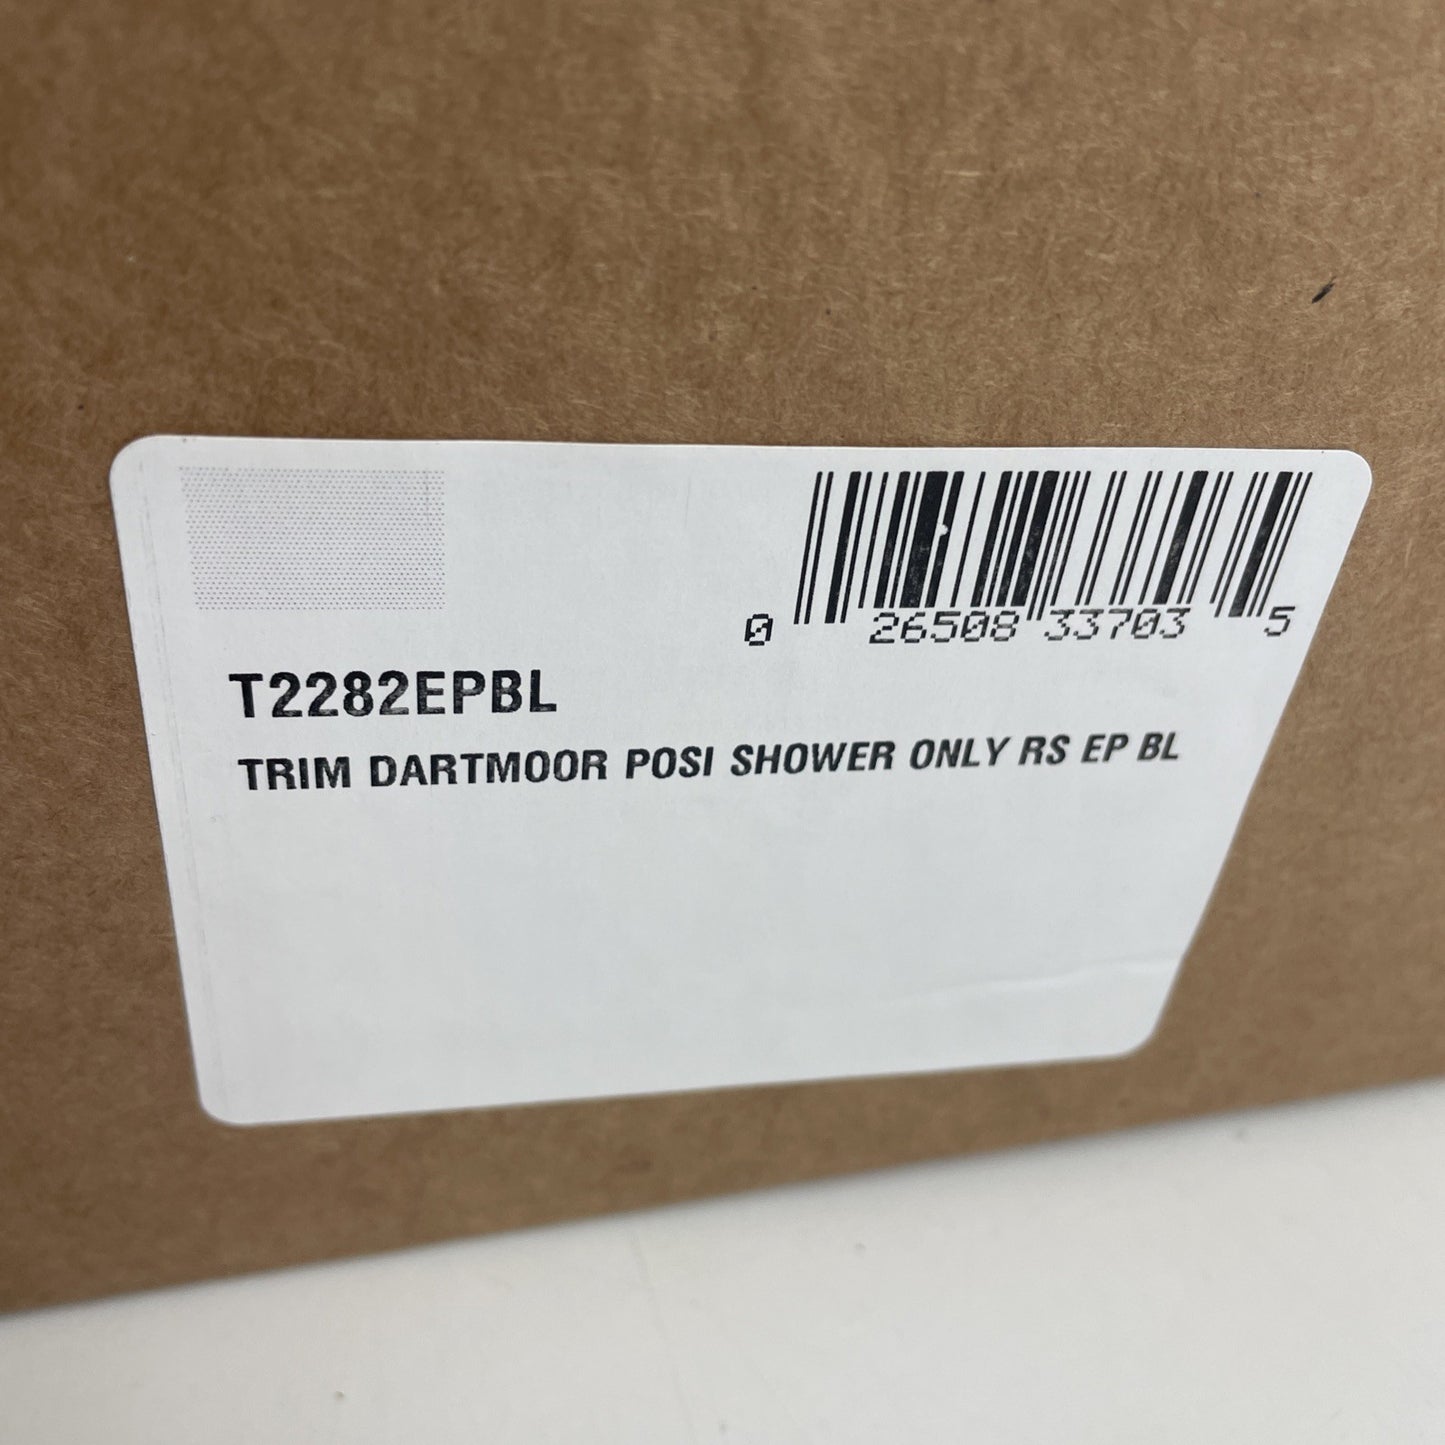 0 26508 33703 5
T2282EPBL
TRIM DARTMOOR POSI SHOWER ONLY RS EP BL